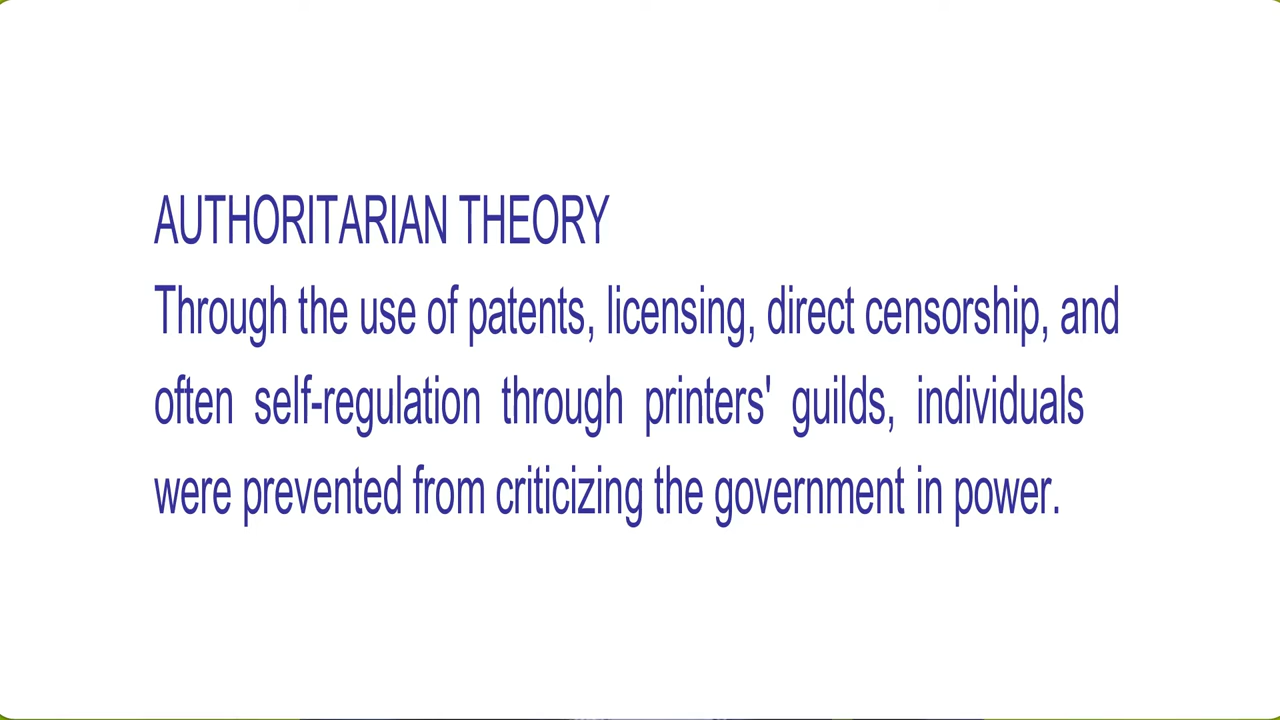 AUTHORITARIAN THEORY
Through the use of patents, licensing, direct censorship, and
often self-regulation through printers' guilds, individuals
were prevented from criticizing the government in power.